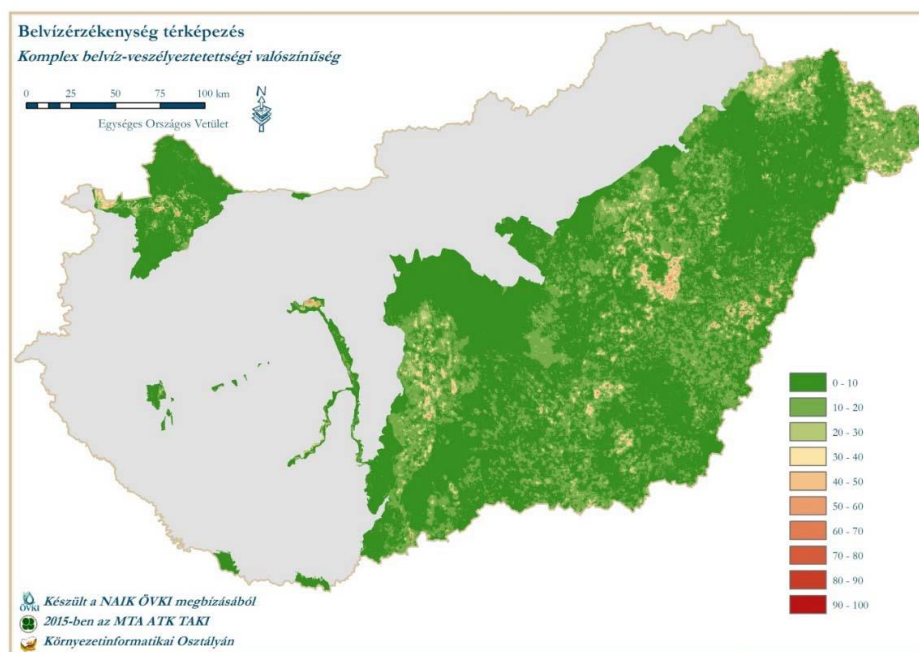 Belvízérzékenység térképezés
Komplex belvíz-veszélyeztetettségi valószínűség
0 25 50 75 100 km
N
Egységes Országos Vetület
0 - 10
10 - 20
20 - 30
30 - 40
40 - 50
50 - 60
60 - 70
70 - 80
80 - 90
90 - 100
ÖVKI Készült a NAIK ÖVKI megbízásából
2015-ben az MTA ATK TAKI
Környezetinformatikai Osztályán